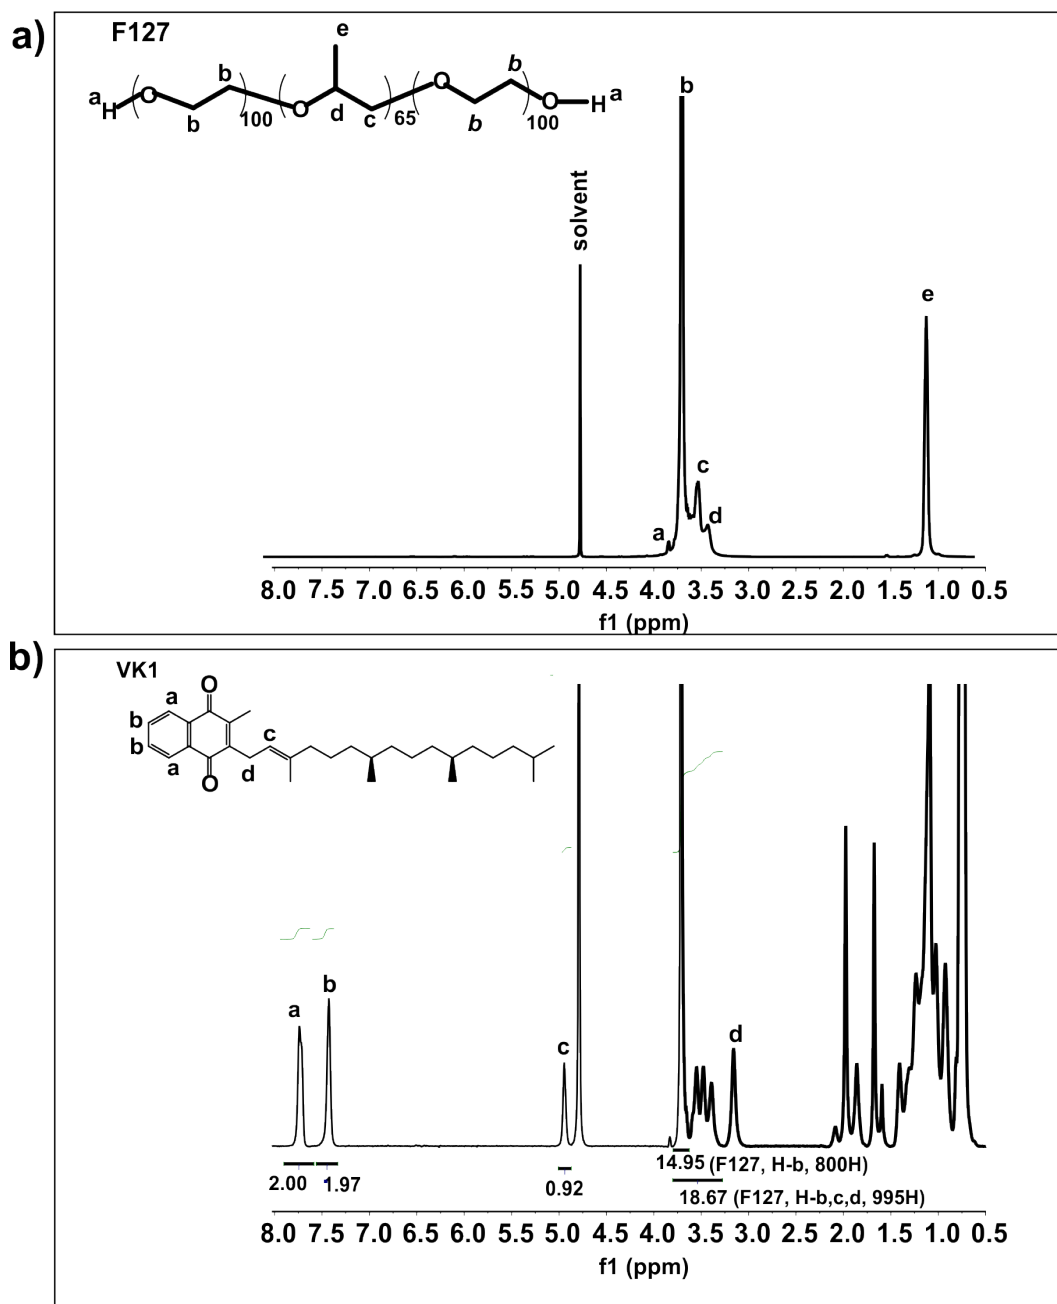 a)
F127
e
b
b
a
H
O
O
O
O
H
a
b
d
c
b
100
65
100
b
solvent
e
c
a
d
8.0 7.5 7.0 6.5 6.0 5.5 5.0 4.5 4.0 3.5 3.0 2.5 2.0 1.5 1.0 0.5
f1 (ppm)
b)
VK1
O
a
b
b
c
a
d
O
b
a
c
d
2.00 1.97 0.92 14.95 (F127, H-b, 800H)
18.67 (F127, H-b,c,d, 995H)
8.0 7.5 7.0 6.5 6.0 5.5 5.0 4.5 4.0 3.5 3.0 2.5 2.0 1.5 1.0 0.5
f1 (ppm)